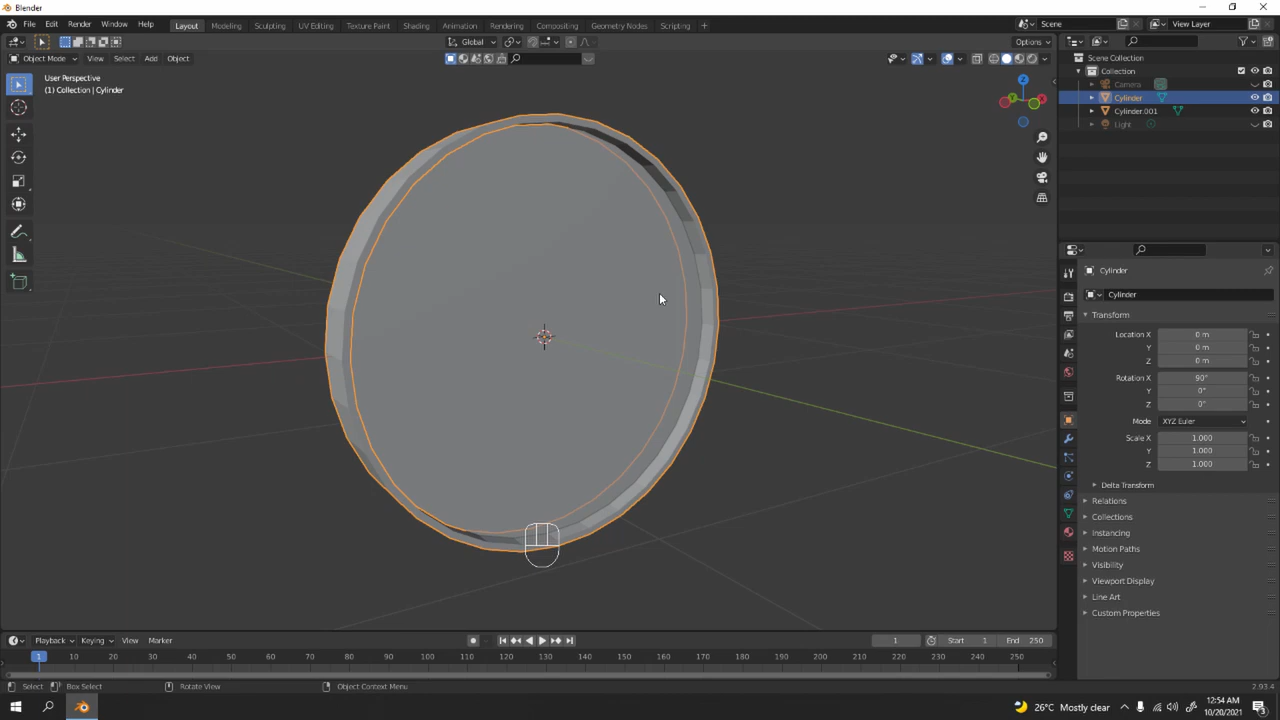 Blender
File Edit Render Window Help
Layout Modeling Sculpting UV Editing Texture Paint Shading Animation Rendering Compositing Geometry Nodes Scripting +
Scene View Layer
Global Options
Object Mode View Select Add Object
User Perspective
(1) Collection | Cylinder
Scene Collection
Collection
Camera
Cylinder
Cylinder.001
Light
Cylinder
Cylinder
Transform
Location X 0 m
Y 0 m
Z 0 m
Rotation X 90°
Y 0°
Z 0°
Mode XYZ Euler
Scale X 1.000
Y 1.000
Z 1.000
Delta Transform
Relations
Collections
Instancing
Motion Paths
Visibility
Viewport Display
Line Art
Custom Properties
Playback Keying View Marker 1 Start 1 End 250
1 10 20 30 40 50 60 70 80 90 100 110 120 130 140 150 160 170 180 190 200 210 220 230 240 250
Select Box Select Rotate View Object Context Menu 2.93.4
26°C Mostly clear 12:54 AM
10/20/2021